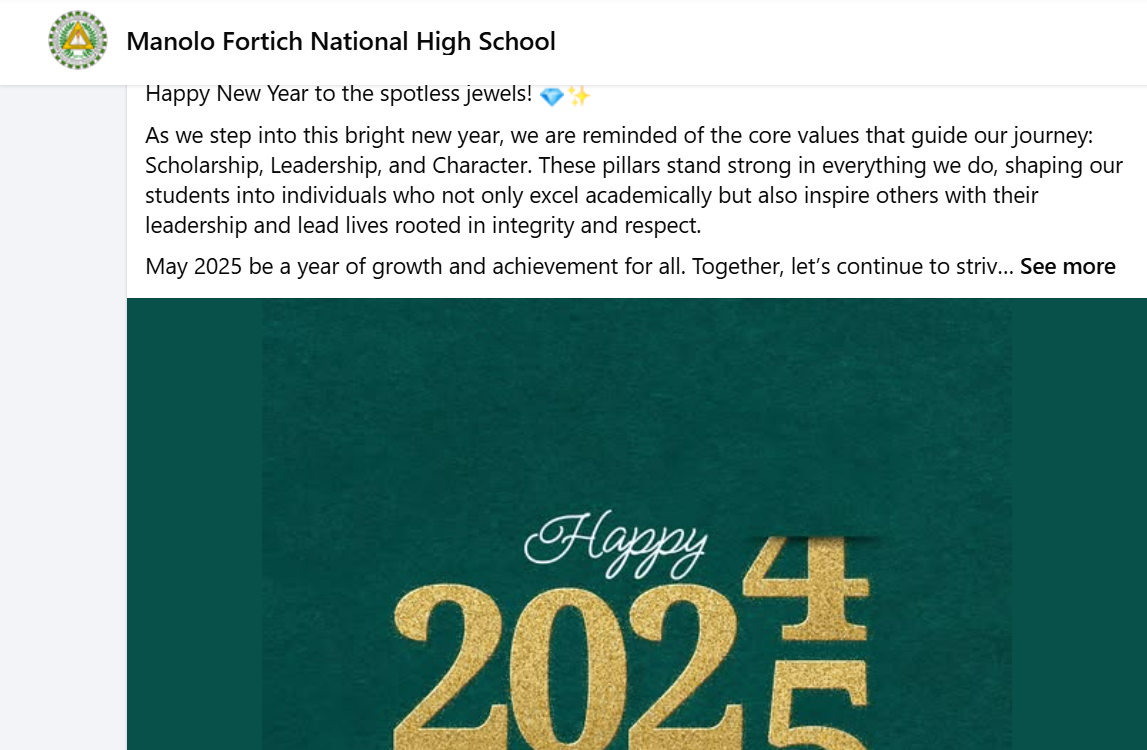 Manolo Fortich National High School
Happy New Year to the spotless jewels! 💎✨
As we step into this bright new year, we are reminded of the core values that guide our journey:
Scholarship, Leadership, and Character. These pillars stand strong in everything we do, shaping our
students into individuals who not only excel academically but also inspire others with their
leadership and lead lives rooted in integrity and respect.
May 2025 be a year of growth and achievement for all. Together, let’s continue to striv... See more
Happy
2024
5